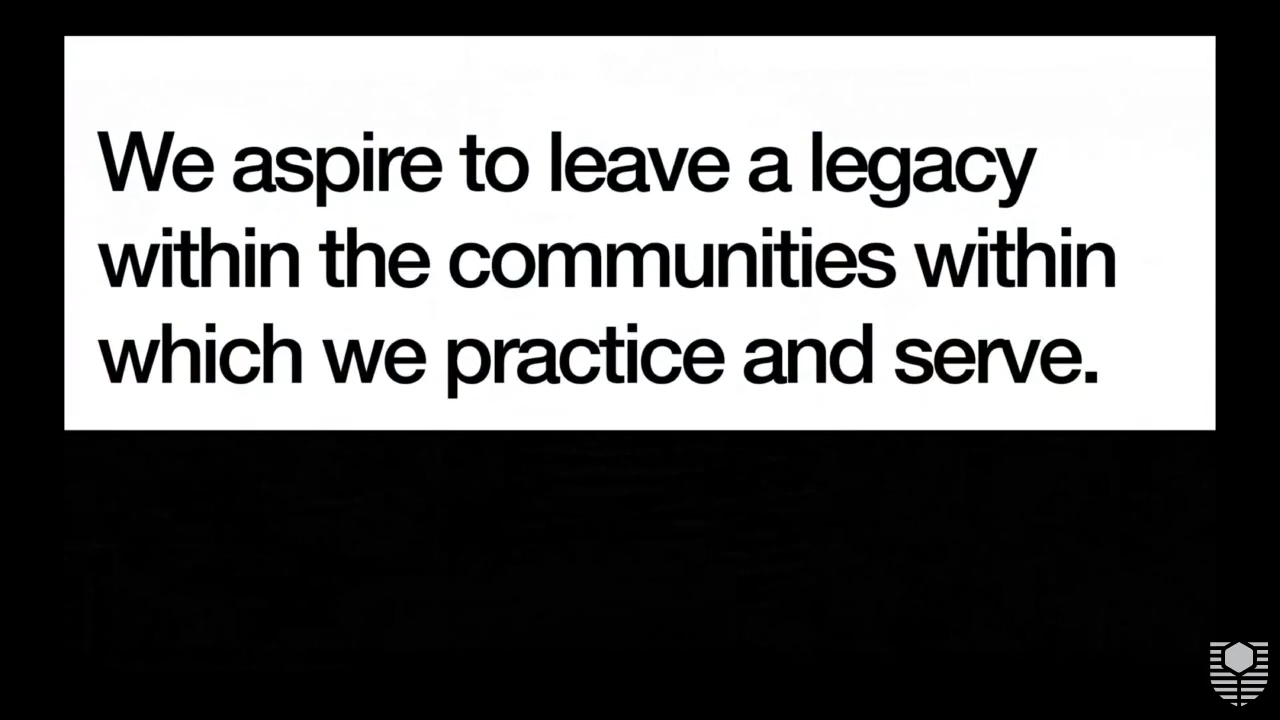 We aspire to leave a legacy
within the communities within
which we practice and serve.